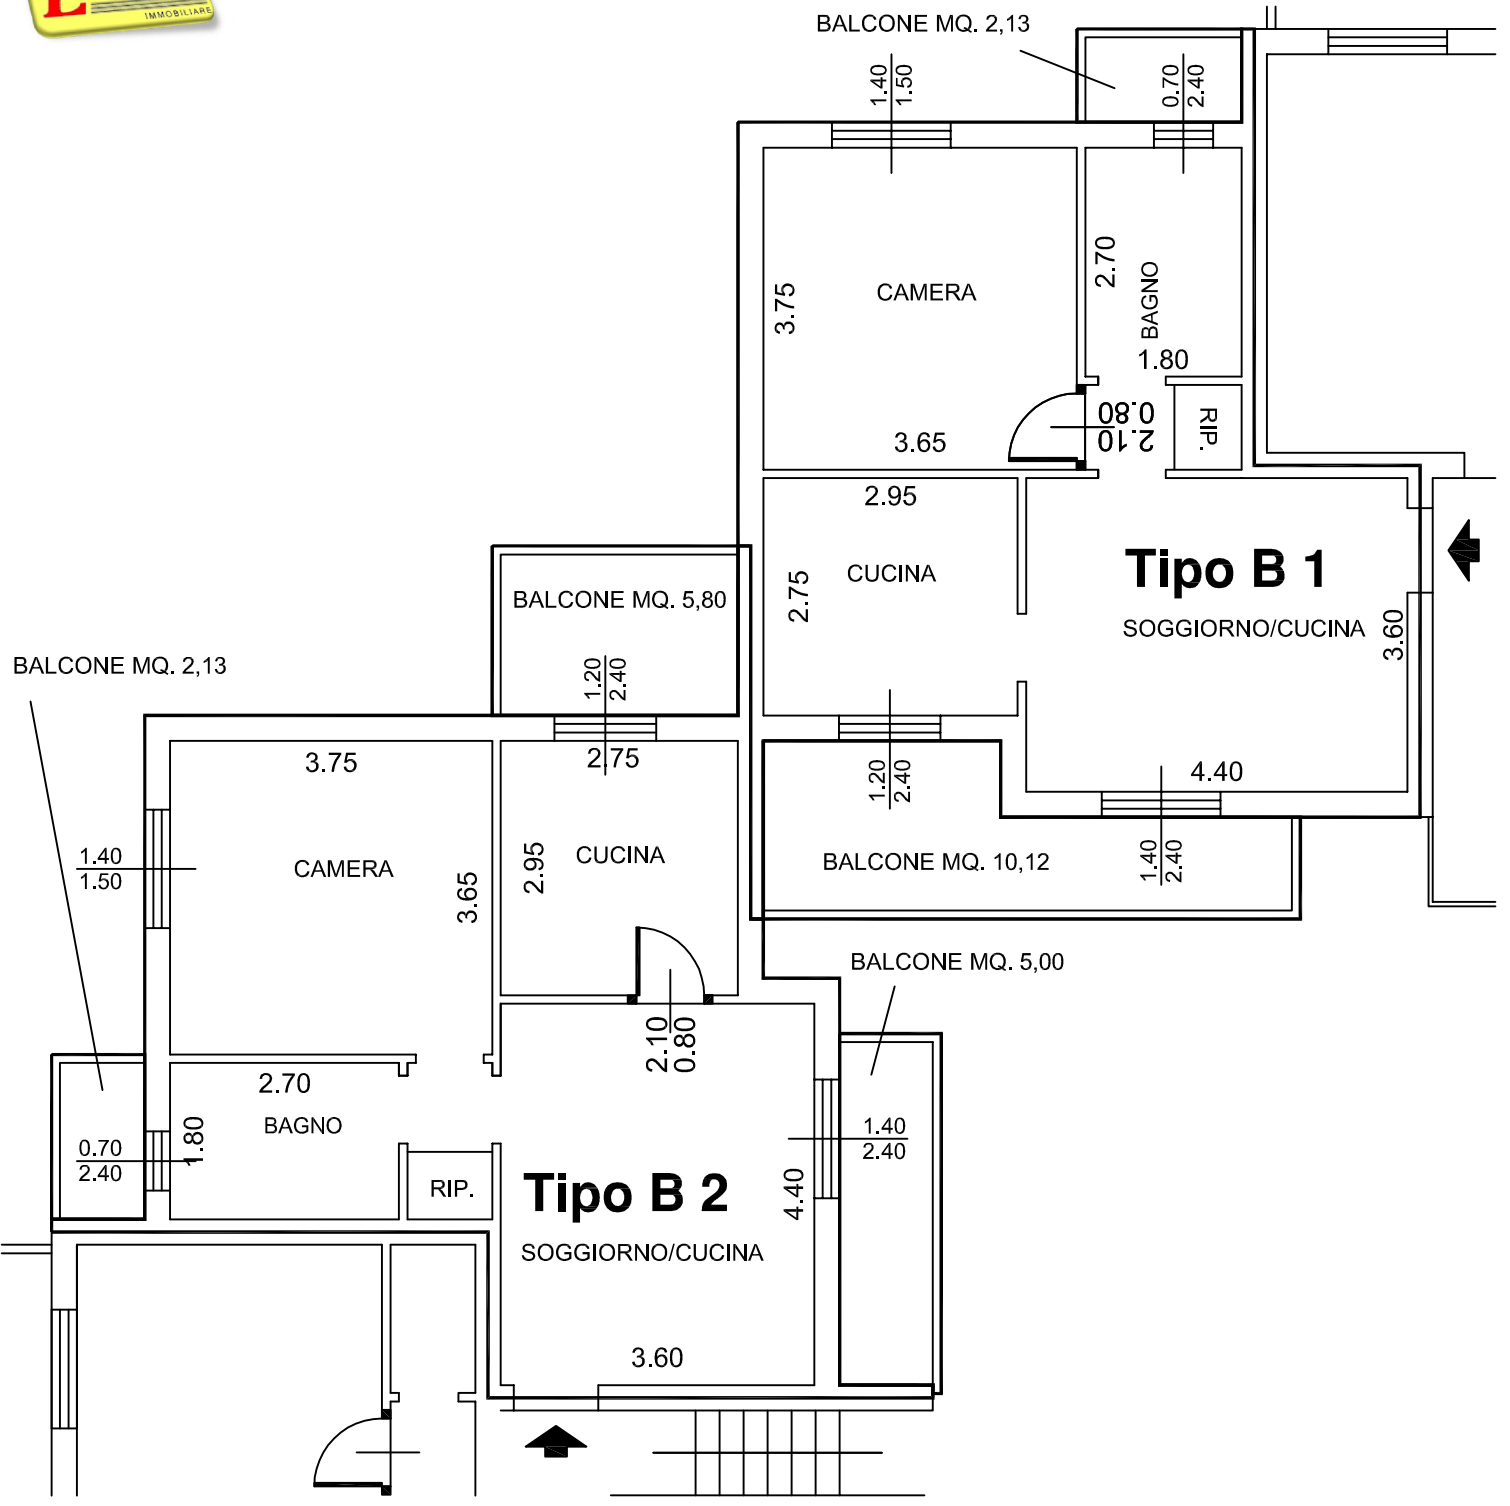 IMMOBILIARE
BALCONE MQ. 2,13
1.40
1.50
0.70
2.40
CAMERA
3.75
3.65
2.70
BAGNO
1.80
0.80
2.10
RIP.
2.95
CUCINA
2.75
Tipo B 1
SOGGIORNO/CUCINA
3.60
4.40
1.20
2.40
1.40
2.40
BALCONE MQ. 10,12
BALCONE MQ. 5,80
1.20
2.40
BALCONE MQ. 2,13
3.75
CAMERA
3.65
1.40
1.50
2.75
CUCINA
2.95
2.10
0.80
BALCONE MQ. 5,00
1.40
2.40
2.70
BAGNO
1.80
0.70
2.40
RIP.
Tipo B 2
SOGGIORNO/CUCINA
4.40
3.60